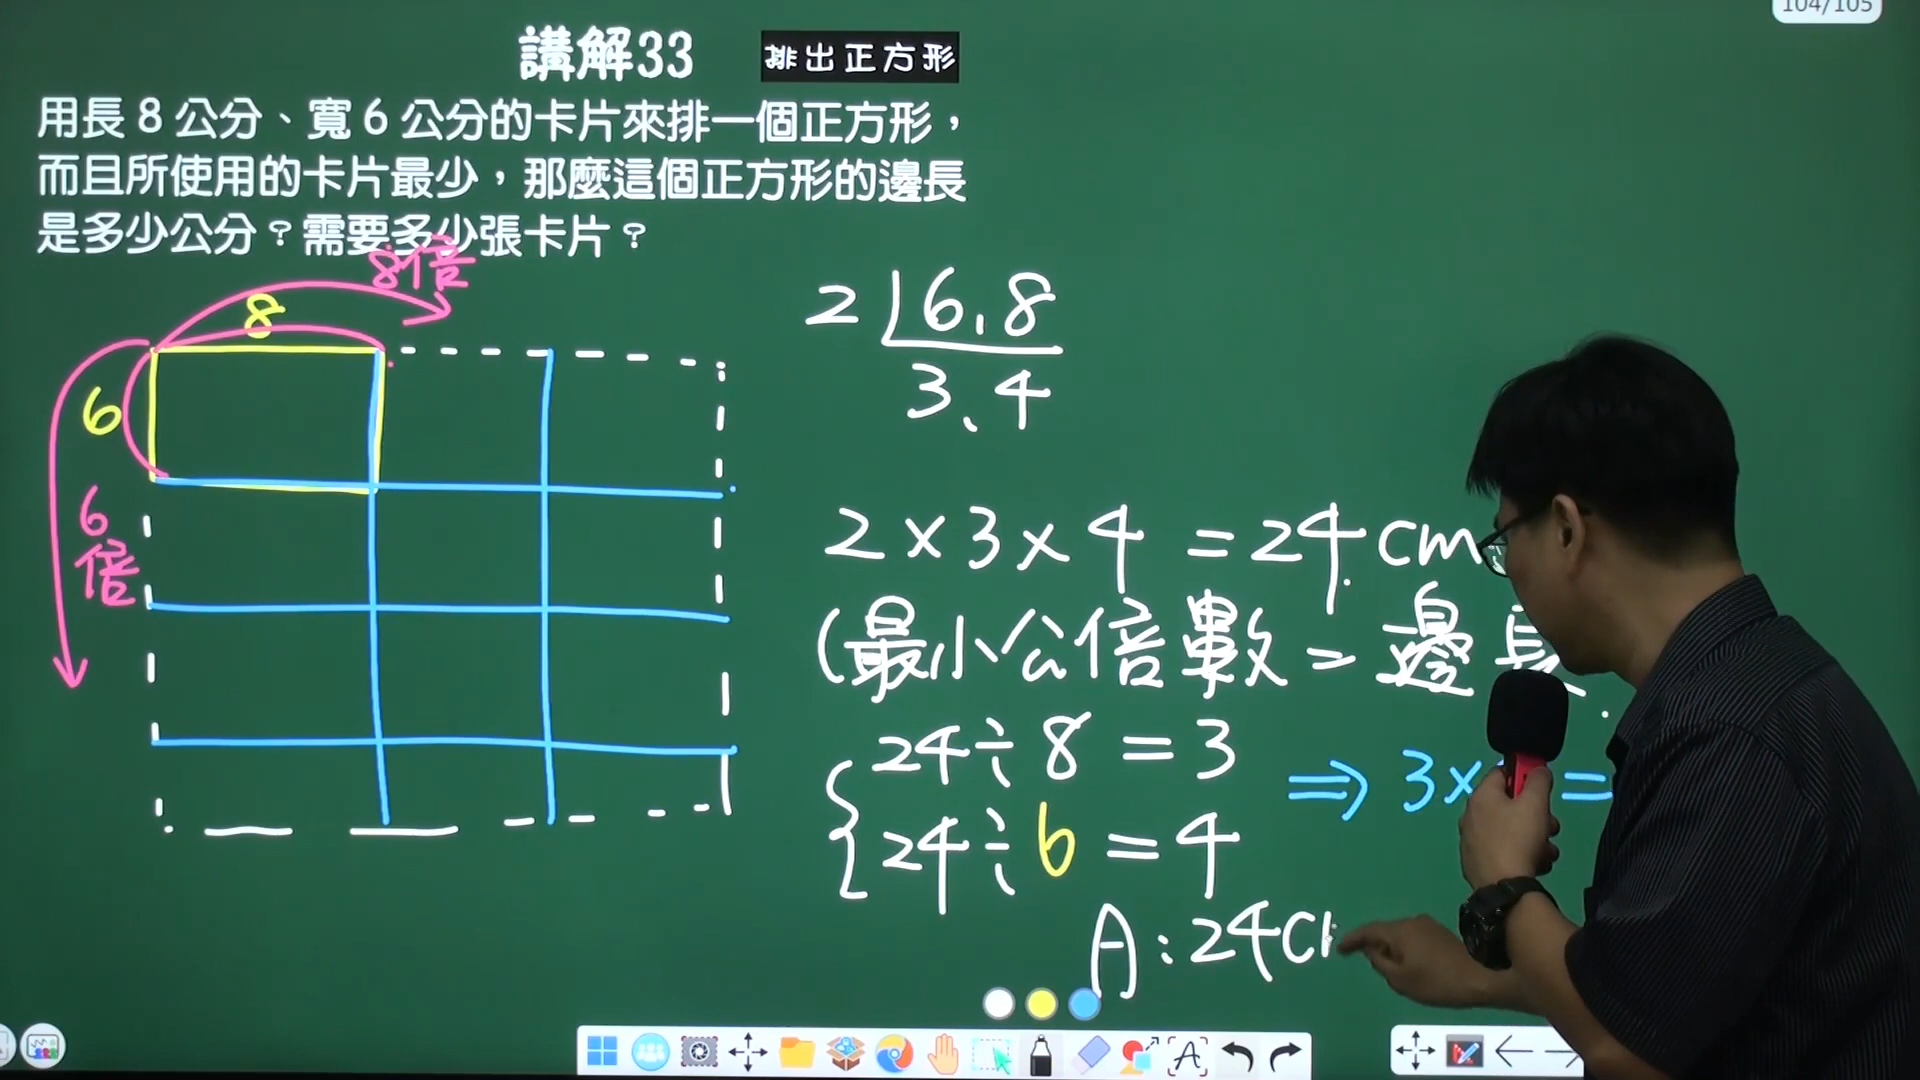 104/105
講解33
排出正方形
用長8公分、寬6公分的卡片來排一個正方形，
而且所使用的卡片最少，那麼這個正方形的邊長
是多少公分？需要多少張卡片？
8倍
8
6
6
倍
2 6,8
3、4
2×3×4=24cm
(最小公倍數=邊長
24÷8=3
24÷6=4
⇒3× =
A:24c